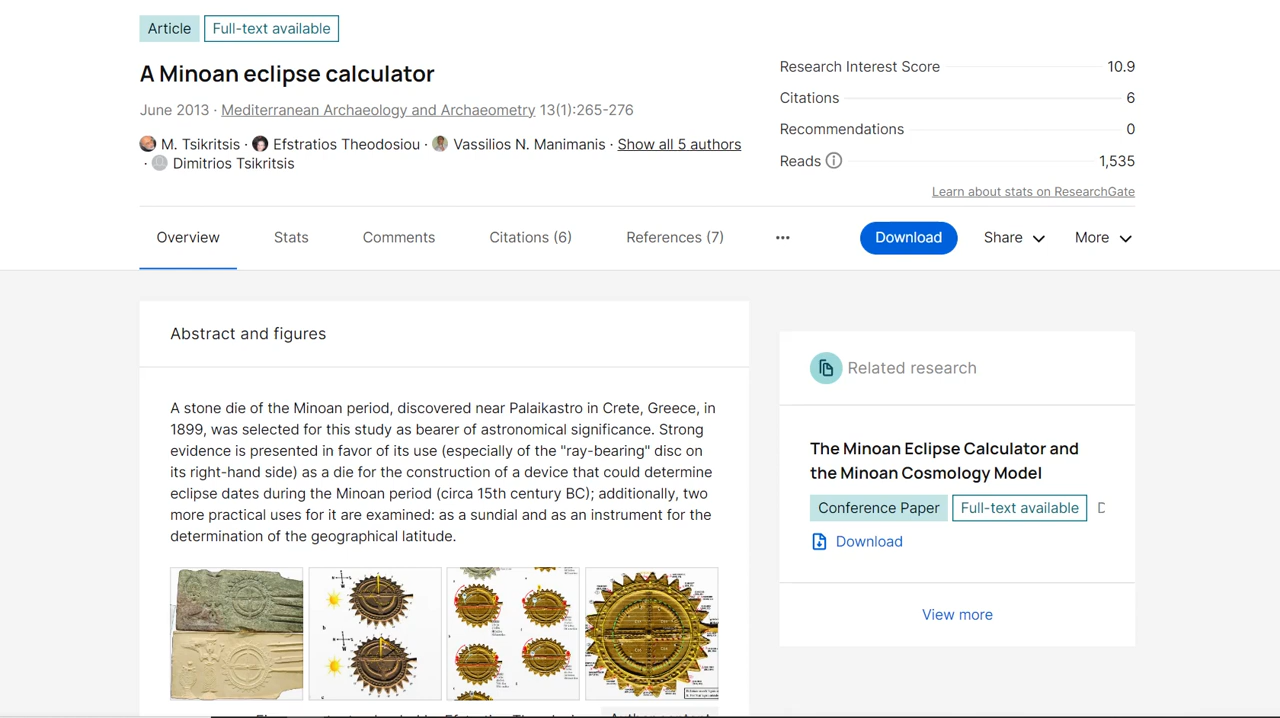 Article Full-text available
A Minoan eclipse calculator
June 2013 · Mediterranean Archaeology and Archaeometry 13(1):265-276
M. Tsikritsis · Efstratios Theodosiou · Vassilios N. Manimanis · Show all 5 authors
· Dimitrios Tsikritsis
Research Interest Score 10.9
Citations 6
Recommendations 0
Reads 1,535
Learn about stats on ResearchGate
Overview Stats Comments Citations (6) References (7) ••• Download Share More
Abstract and figures
A stone die of the Minoan period, discovered near Palaikastro in Crete, Greece, in
1899, was selected for this study as bearer of astronomical significance. Strong
evidence is presented in favor of its use (especially of the "ray-bearing" disc on
its right-hand side) as a die for the construction of a device that could determine
eclipse dates during the Minoan period (circa 15th century BC); additionally, two
more practical uses for it are examined: as a sundial and as an instrument for the
determination of the geographical latitude.
Related research
The Minoan Eclipse Calculator and
the Minoan Cosmology Model
Conference Paper Full-text available
Download
View more